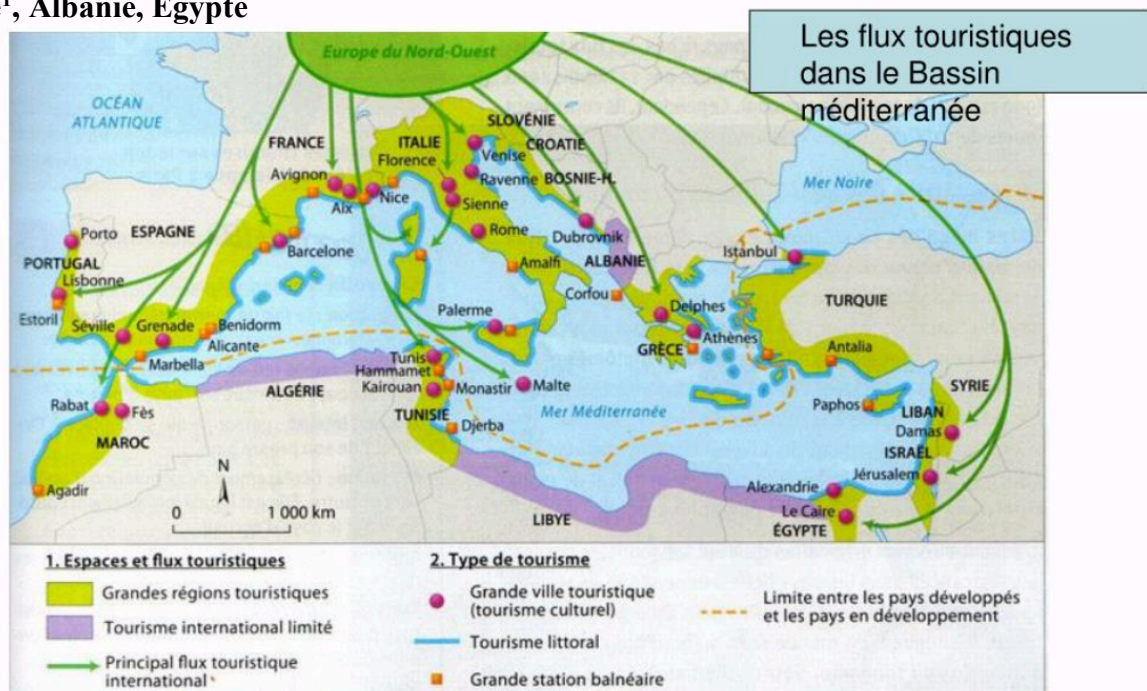 , Albanie, Egypte
Les flux touristiques
dans le Bassin
méditerranée
Europe du Nord-Ouest
OCÉAN
ATLANTIQUE
FRANCE
ITALIE
SLOVÉNIE
CROATIE
BOSNIE-H.
Avignon
Aix
Nice
Florence
Venise
Ravenne
Sienne
Rome
Amalfi
Dubrovnik
ALBANIE
Corfou
Mer Noire
Istanbul
TURQUIE
Porto
ESPAGNE
PORTUGAL
Lisbonne
Estoril
Barcelone
Séville
Grenade
Benidorm
Alicante
Marbella
Palerme
Delphes
Athènes
GRÈCE
Antalia
Paphos
SYRIE
LIBAN
Damas
ISRAËL
Jérusalem
Tunis
Hammamet
Kairouan
Monastir
Malte
TUNISIE
Djerba
ALGÉRIE
Mer Méditerranée
Rabat
Fès
MAROC
Agadir
N
0
1 000 km
LIBYE
Alexandrie
Le Caire
ÉGYPTE
1. Espaces et flux touristiques
Grandes régions touristiques
Tourisme international limité
Principal flux touristique
international
2. Type de tourisme
Grande ville touristique
(tourisme culturel)
Tourisme littoral
Grande station balnéaire
Limite entre les pays développés
et les pays en développement